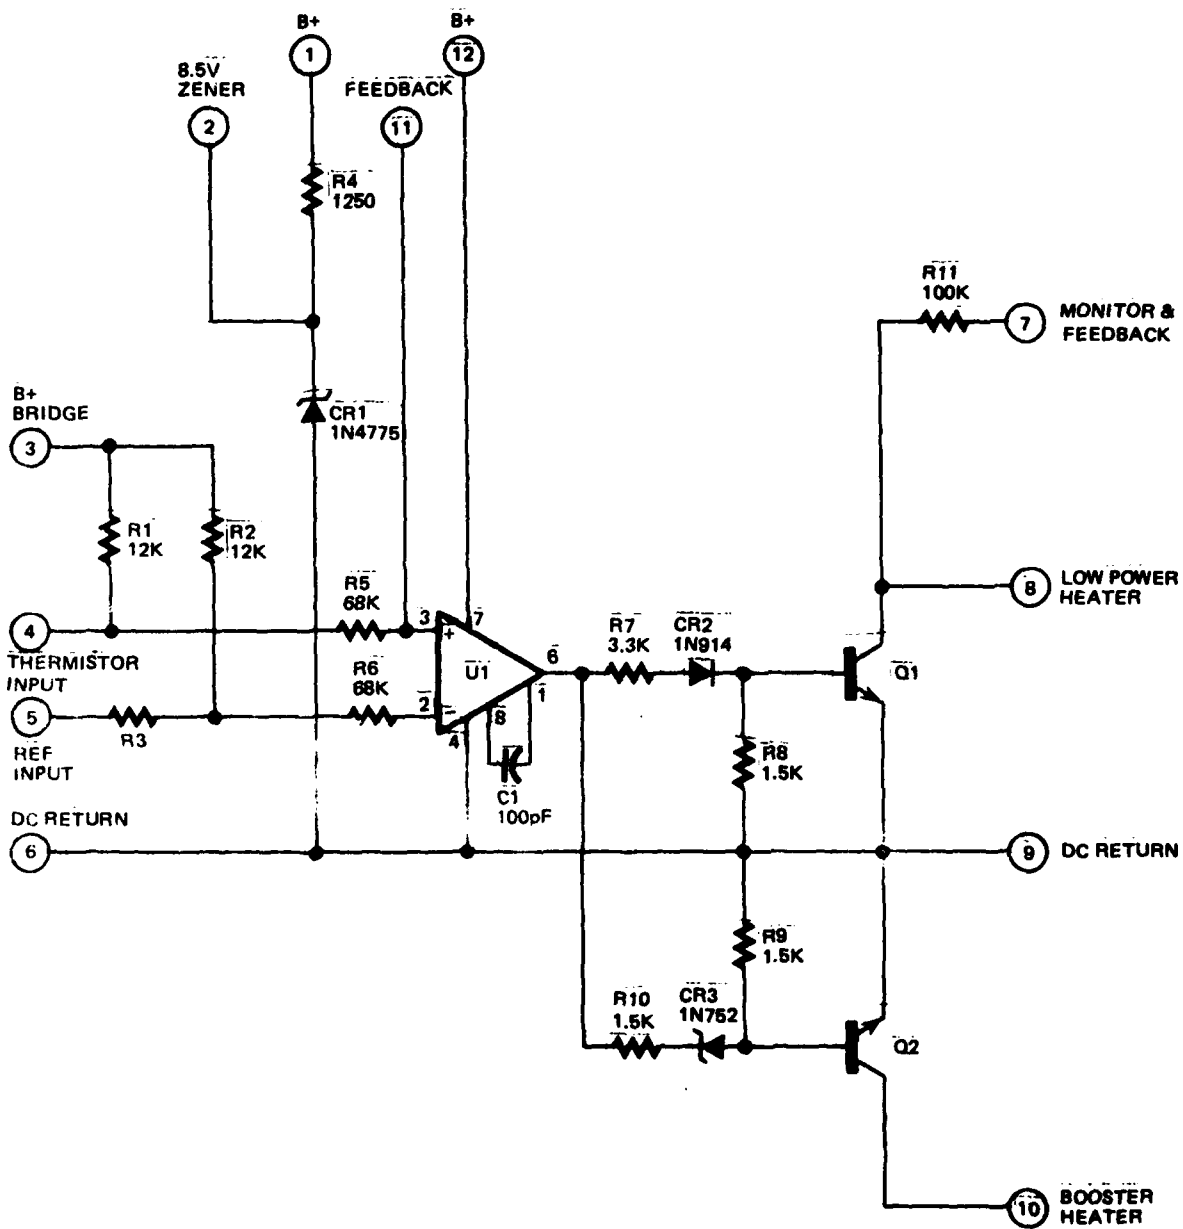 B+
1
B+
12
8.5V
ZENER
2
FEEDBACK
11
R4
1250
R11
100K
7
MONITOR &
FEEDBACK
B+
BRIDGE
3
CR1
1N4775
R1
12K
R2
12K
8
LOW POWER
HEATER
R5
68K
4
THERMISTOR
INPUT
3
+
7
R7
3.3K
CR2
1N914
U1
6
Q1
R6
68K
1
5
REF
INPUT
R3
2
−
8
4
R8
1.5K
C1
100pF
DC RETURN
6
9
DC RETURN
R9
1.5K
R10
1.5K
CR3
1N752
Q2
10
BOOSTER
HEATER